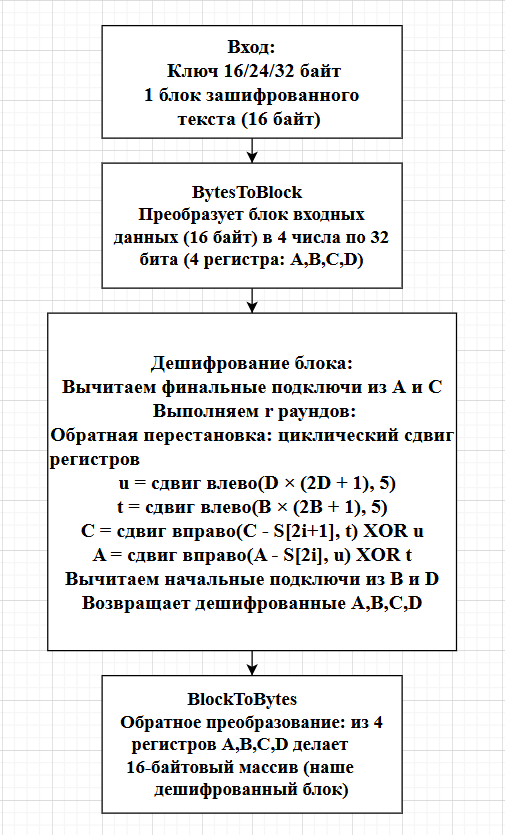 Вход:
Ключ 16/24/32 байт
1 блок зашифрованного
текста (16 байт)
BytesToBlock
Преобразует блок входных
данных (16 байт) в 4 числа по 32
бита (4 регистра: A,B,C,D)
Дешифрование блока:
Вычитаем финальные подключи из A и C
Выполняем r раундов:
Обратная перестановка: циклический сдвиг
регистров
u = сдвиг влево(D × (2D + 1), 5)
t = сдвиг влево(B × (2B + 1), 5)
C = сдвиг вправо(C - S[2i+1], t) XOR u
A = сдвиг вправо(A - S[2i], u) XOR t
Вычитаем начальные подключи из B и D
Возвращает дешифрованные A,B,C,D
BlockToBytes
Обратное преобразование: из 4
регистров A,B,C,D делает
16-байтовый массив (наше
дешифрованный блок)